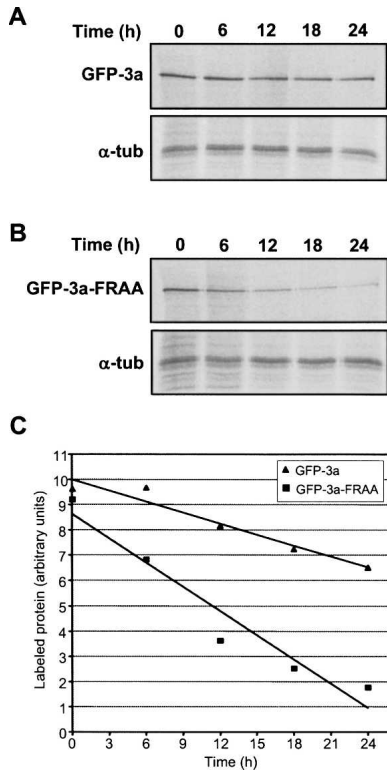 A
Time (h) 0 6 12 18 24
GFP-3a
α-tub
B
Time (h) 0 6 12 18 24
GFP-3a-FRAA
α-tub
C
11
10
9
8
7
6
5
4
3
2
1
0
Labeled protein (arbitrary units)
GFP-3a
GFP-3a-FRAA
0 3 6 9 12 15 18 21 24
Time (h)